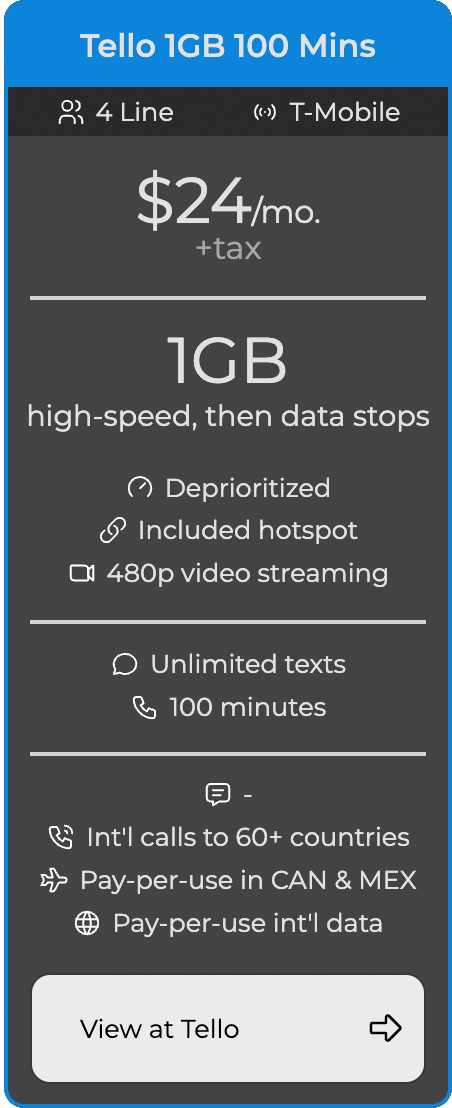 Tello 1GB 100 Mins
4 Line T-Mobile
$24/mo.
+tax
1GB
high-speed, then data stops
Deprioritized
Included hotspot
480p video streaming
Unlimited texts
100 minutes
-
Int'l calls to 60+ countries
Pay-per-use in CAN & MEX
Pay-per-use int'l data
View at Tello